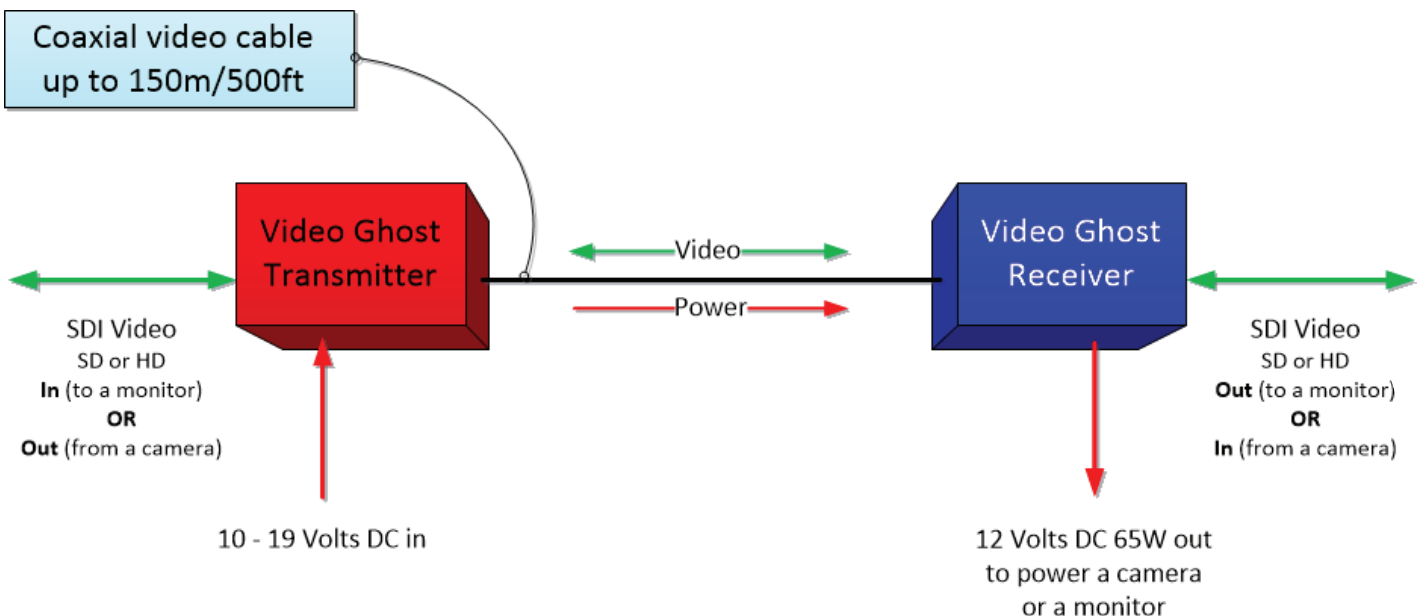 Coaxial video cable
up to 150m/500ft
Video Ghost
Transmitter
Video
Power
Video Ghost
Receiver
SDI Video
SD or HD
In (to a monitor)
OR
Out (from a camera)
SDI Video
SD or HD
Out (to a monitor)
OR
In (from a camera)
10 - 19 Volts DC in
12 Volts DC 65W out
to power a camera
or a monitor